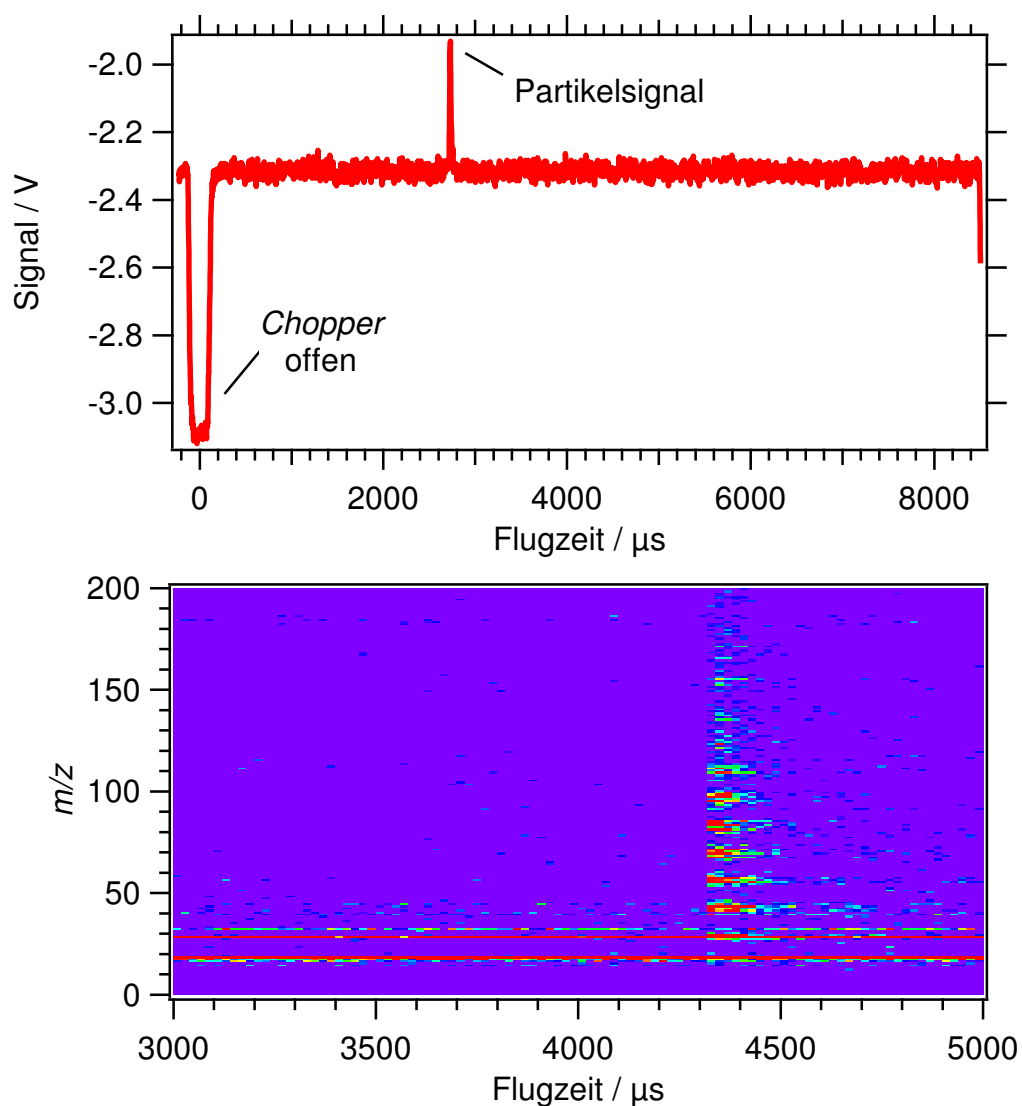 -2.0
-2.2
-2.4
-2.6
-2.8
-3.0
Signal / V
Partikelsignal
Chopper
offen
0 2000 4000 6000 8000
Flugzeit / µs
200
150
100
50
0
m/z
3000 3500 4000 4500 5000
Flugzeit / µs